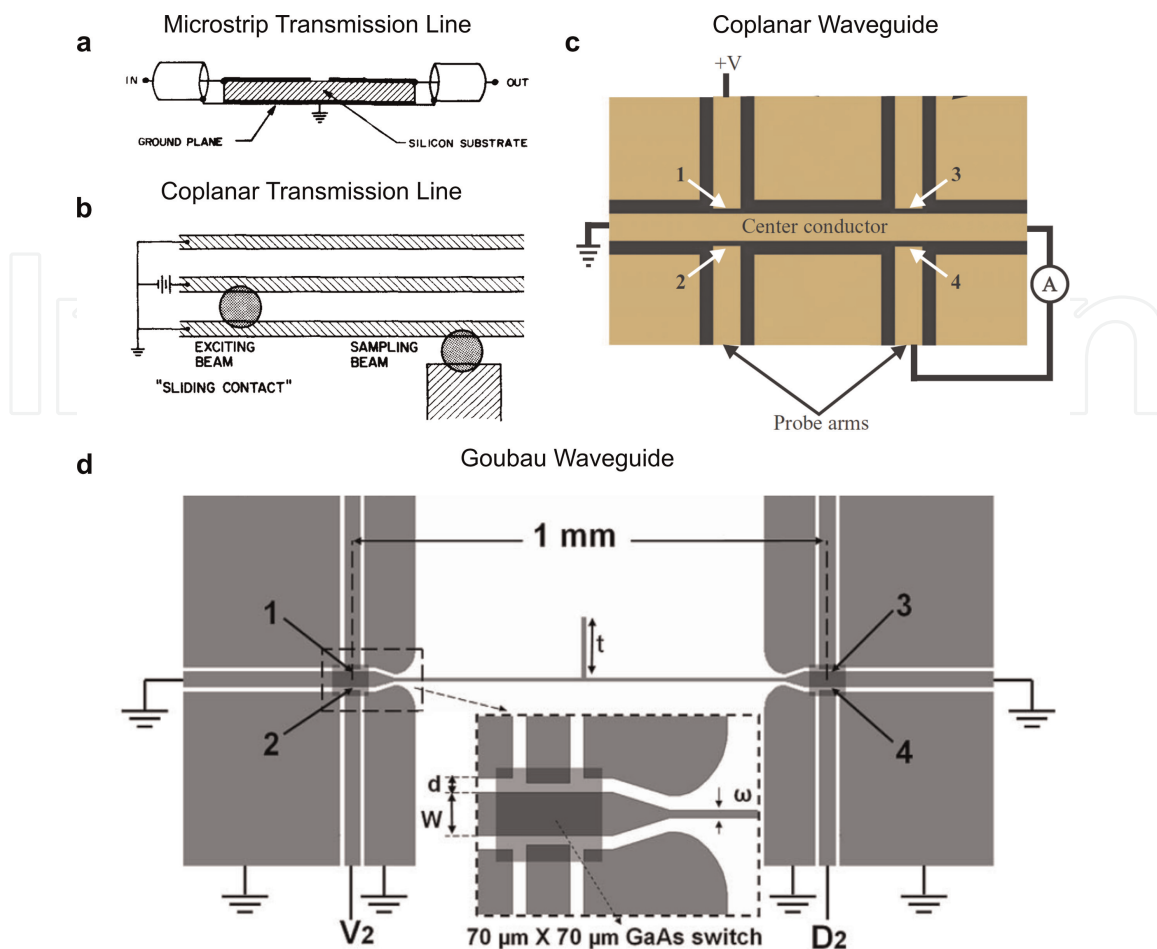 a
Microstrip Transmission Line
IN
OUT
GROUND PLANE
SILICON SUBSTRATE
b
Coplanar Transmission Line
EXCITING
BEAM
SAMPLING
BEAM
"SLIDING CONTACT"
c
Coplanar Waveguide
+V
1
3
Center conductor
2
4
A
Probe arms
d
Goubau Waveguide
1 mm
1
3
t
2
4
d
W
ω
V2
D2
70 µm X 70 µm GaAs switch